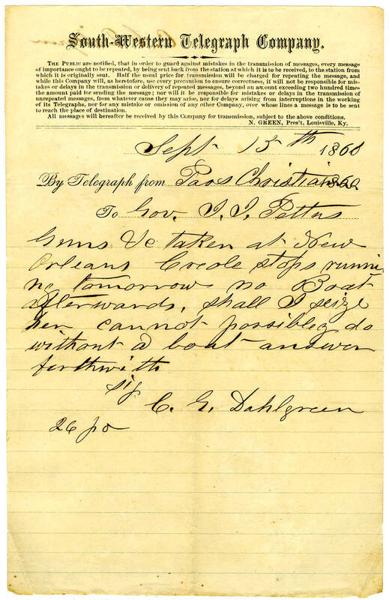 South-Western Telegraph Company,
The Public are notified, that in order to guard against mistakes in the transmission of messages, every message
of importance ought to be repeated, by being sent back from the station at which it is to be received, to the station from
which it is originally sent. Half the usual price for transmission will be charged for repeating the message, and
while this Company will, as heretofore, use every precaution to ensure correctness, it will not be responsible for mis-
takes or delays in the transmission or delivery of repeated messages, beyond an amount exceeding two hundred times
the amount paid for sending the message; nor will it be responsible for mistakes or delays in the transmission of
unrepeated messages, from whatever cause they may arise, nor for delays arising from interruptions in the working
of its Telegraphs, nor for any mistake or omission of any other Company, over whose lines a message is to be sent
to reach the place of destination.
All messages will hereafter be received by this Company for transmission, subject to the above conditions.
N. GREEN, Pres't, Louisville, Ky.
Sept 15th 1861
By Telegraph from Pass Christian 1860
To Gov. J. J. Pettus
Guns &c taken at New
Orleans Creole stops runni
ng tomorrow no Boat
afterwards, shall I seize
her cannot possibly do
without a boat answer
forthwith
sig
C. G. Dahlgreen
26 pd